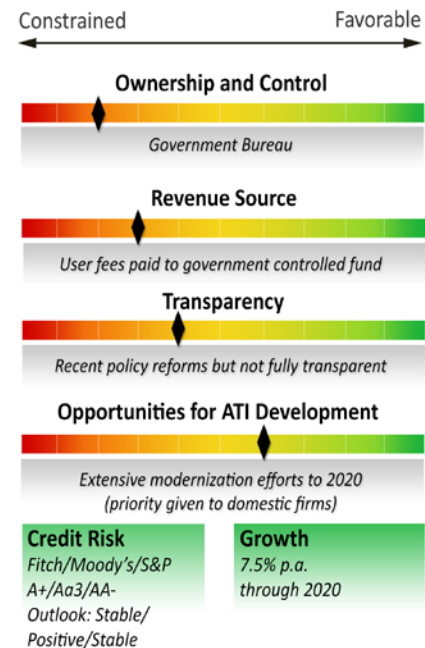 Constrained Favorable
Ownership and Control
Government Bureau
Revenue Source
User fees paid to government controlled fund
Transparency
Recent policy reforms but not fully transparent
Opportunities for ATI Development
Extensive modernization efforts to 2020
(priority given to domestic firms)
Credit Risk
Fitch/Moody's/S&P
A+/Aa3/AA-
Outlook: Stable/
Positive/Stable
Growth
7.5% p.a.
through 2020